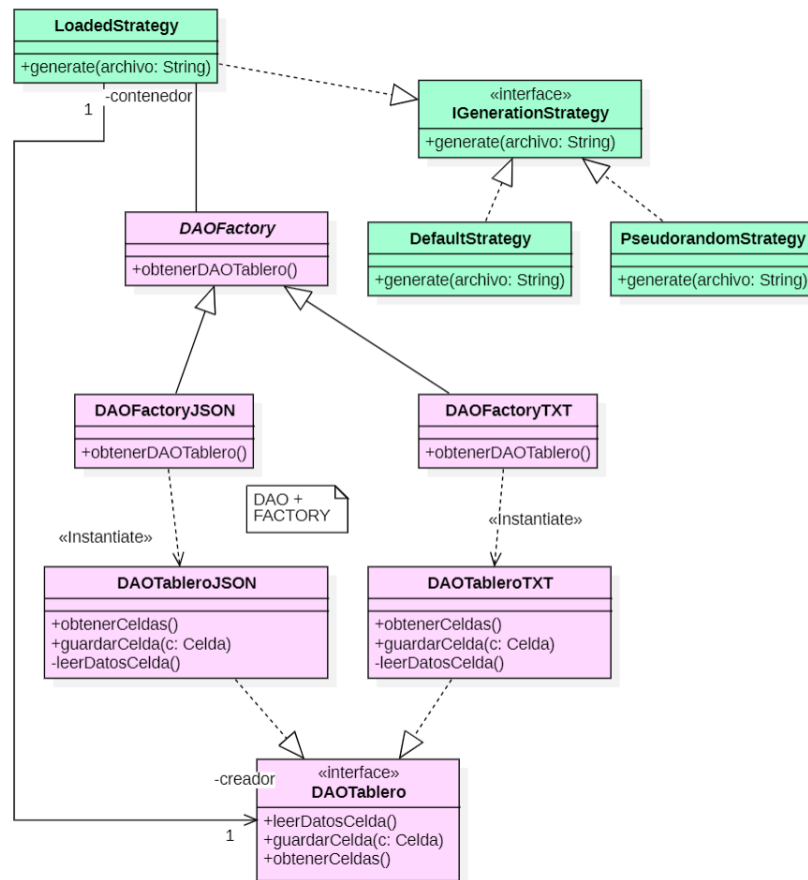 LoadedStrategy
+generate(archivo: String)
-contenedor
1
«interface»
IGenerationStrategy
+generate(archivo: String)
DAOFactory
+obtenerDAOTablero()
DefaultStrategy
+generate(archivo: String)
PseudorandomStrategy
+generate(archivo: String)
DAOFactoryJSON
+obtenerDAOTablero()
DAOFactoryTXT
+obtenerDAOTablero()
DAO +
FACTORY
«Instantiate»
«Instantiate»
DAOTableroJSON
+obtenerCeldas()
+guardarCelda(c: Celda)
-leerDatosCelda()
DAOTableroTXT
+obtenerCeldas()
+guardarCelda(c: Celda)
-leerDatosCelda()
-creador
1
«interface»
DAOTablero
+leerDatosCelda()
+guardarCelda(c: Celda)
+obtenerCeldas()